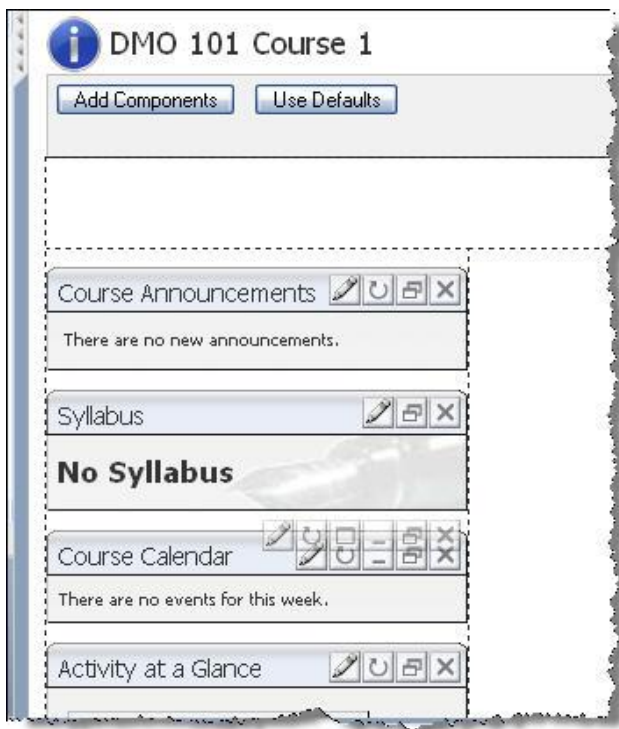 DMO 101 Course 1
Add Components Use Defaults
Course Announcements
There are no new announcements.
Syllabus
No Syllabus
Course Calendar
There are no events for this week.
Activity at a Glance